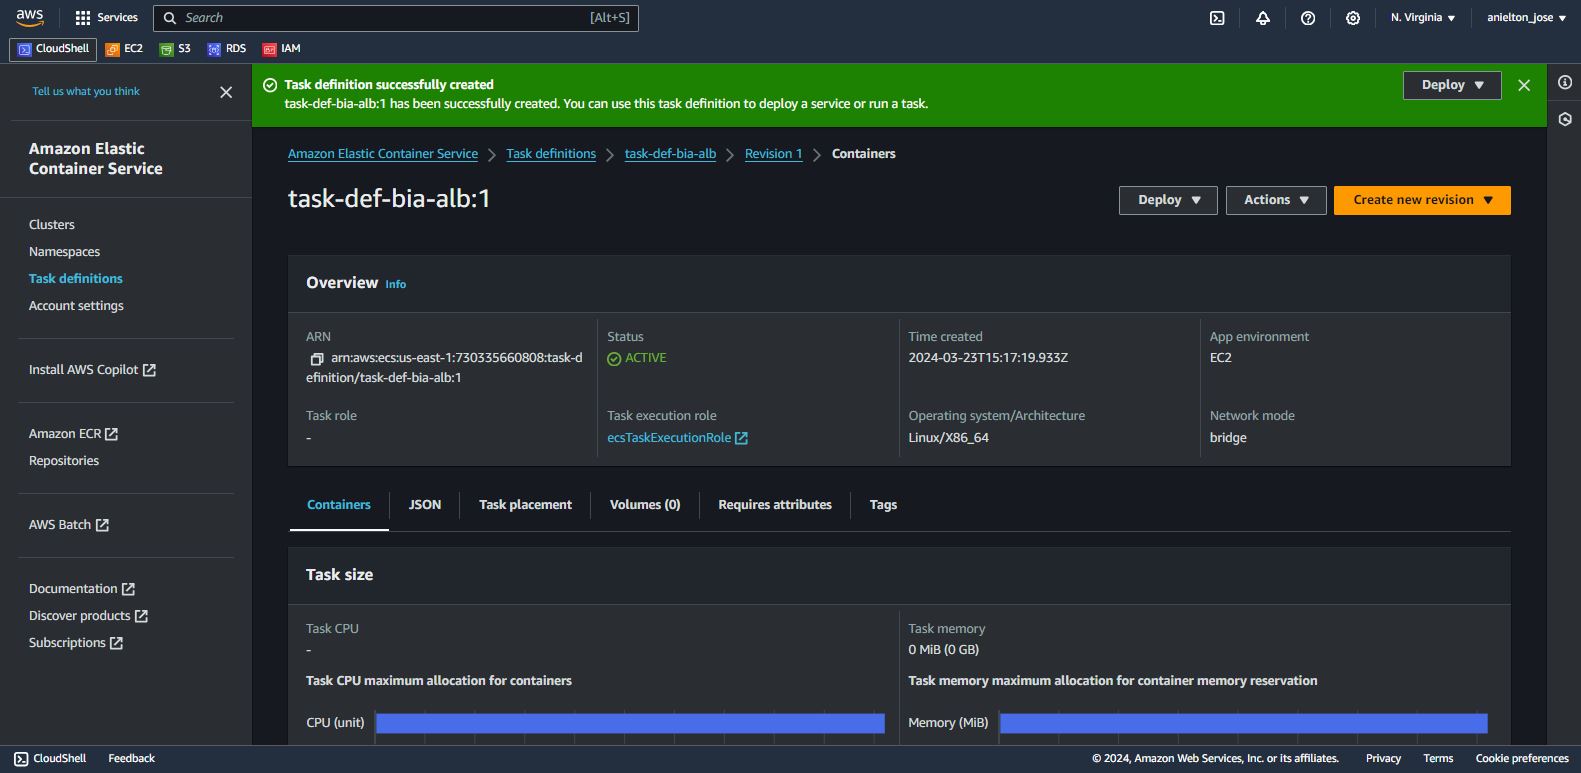 aws
Services
Search
[Alt+S]
N. Virginia
anielton_jose
CloudShell
EC2
S3
RDS
IAM
Tell us what you think
Amazon Elastic
Container Service
Clusters
Namespaces
Task definitions
Account settings
Install AWS Copilot
Amazon ECR
Repositories
AWS Batch
Documentation
Discover products
Subscriptions
Task definition successfully created
task-def-bia-alb:1 has been successfully created. You can use this task definition to deploy a service or run a task.
Deploy
Amazon Elastic Container Service
Task definitions
task-def-bia-alb
Revision 1
Containers
task-def-bia-alb:1
Deploy
Actions
Create new revision
Overview Info
ARN
arn:aws:ecs:us-east-1:730335660808:task-d
efinition/task-def-bia-alb:1
Status
ACTIVE
Time created
2024-03-23T15:17:19.933Z
App environment
EC2
Task role
-
Task execution role
ecsTaskExecutionRole
Operating system/Architecture
Linux/X86_64
Network mode
bridge
Containers
JSON
Task placement
Volumes (0)
Requires attributes
Tags
Task size
Task CPU
-
Task memory
0 MiB (0 GB)
Task CPU maximum allocation for containers
Task memory maximum allocation for container memory reservation
CPU (unit)
Memory (MiB)
CloudShell
Feedback
© 2024, Amazon Web Services, Inc. or its affiliates.
Privacy
Terms
Cookie preferences